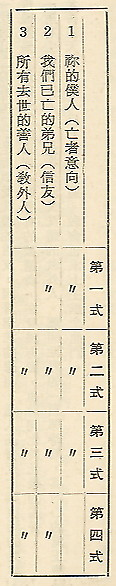 第一式 第二式 第三式 第四式
1 祢的僕人（亡者意向） 〃 〃 〃
2 我們已亡的弟兄（信友） 〃 〃 〃 〃
3 所有去世的善人（教外人） 〃 〃 〃